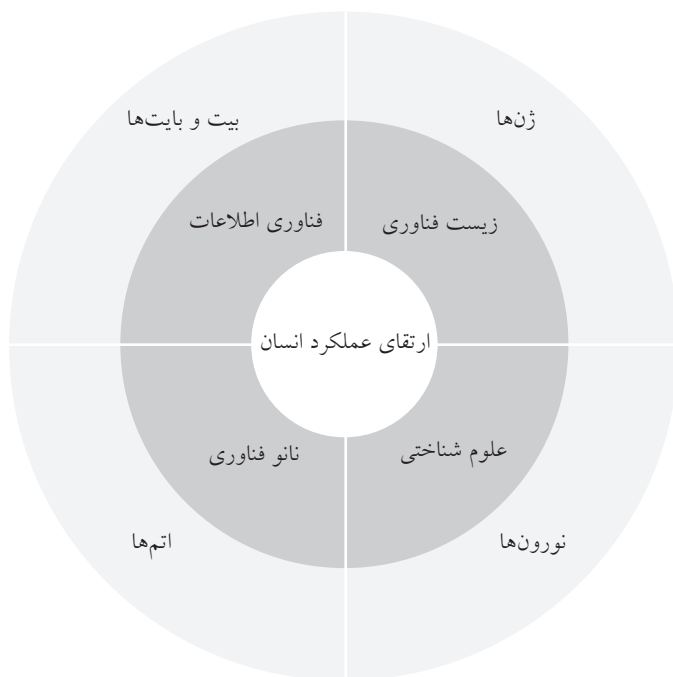 ژن‌ها
بیت و بایت‌ها
زیست فناوری
فناوری اطلاعات
ارتقای عملکرد انسان
علوم شناختی
نانو فناوری
نورون‌ها
اتم‌ها